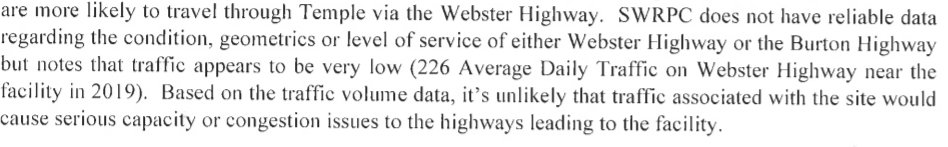 are more likely to travel through Temple via the Webster Highway.  SWRPC does not have reliable data
regarding the condition, geometrics or level of service of either Webster Highway or the Burton Highway
but notes that traffic appears to be very low (226 Average Daily Traffic on Webster Highway near the
facility in 2019).  Based on the traffic volume data, it's unlikely that traffic associated with the site would
cause serious capacity or congestion issues to the highways leading to the facility.